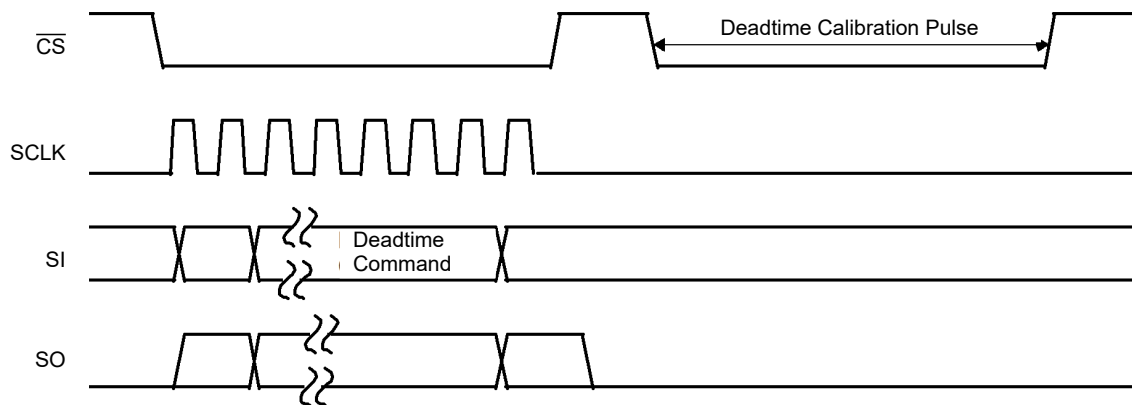 CS
Deadtime Calibration Pulse
SCLK
SI
Deadtime
Command
SO